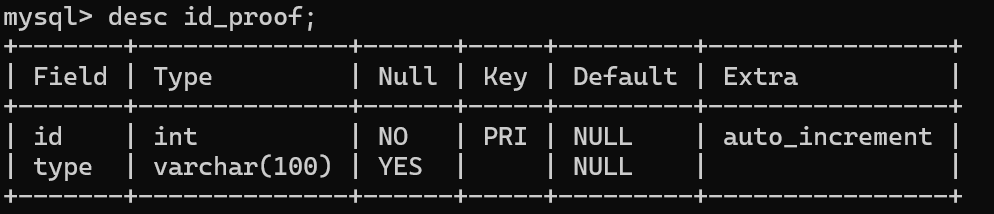 mysql> desc id_proof;
+-------+--------------+------+-----+---------+----------------+
| Field | Type         | Null | Key | Default | Extra          |
+-------+--------------+------+-----+---------+----------------+
| id    | int          | NO   | PRI | NULL    | auto_increment |
| type  | varchar(100) | YES  |     | NULL    |                |
+-------+--------------+------+-----+---------+----------------+